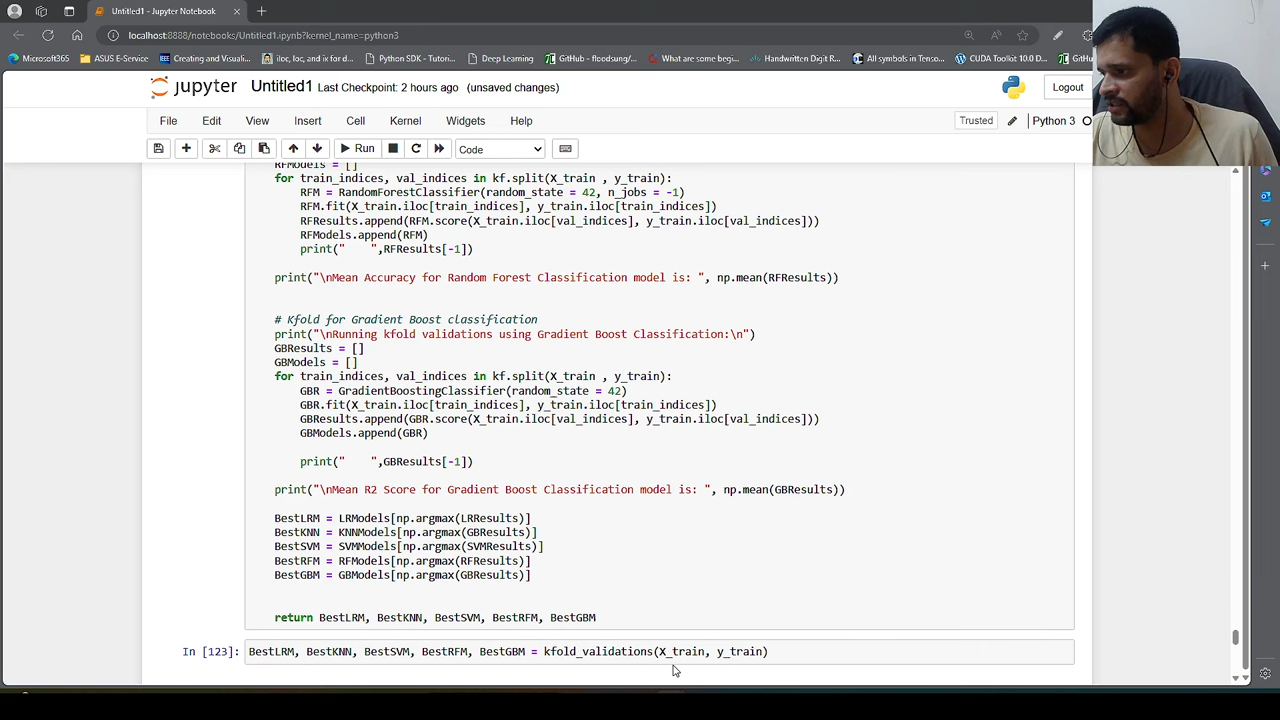 Untitled1 - Jupyter Notebook
localhost:8888/notebooks/Untitled1.ipynb?kernel_name=python3
Microsoft365
ASUS E-Service
Creating and Visuali...
iloc, loc, and ix for d...
Python SDK - Tutori...
Deep Learning
GitHub - floodsung/...
What are some begi...
Handwritten Digit R...
All symbols in Tenso...
CUDA Toolkit 10.0 D...
GitH
jupyter Untitled1 Last Checkpoint: 2 hours ago (unsaved changes)
Logout
File Edit View Insert Cell Kernel Widgets Help
Trusted
Python 3
Run
Code
RFModels = []
for train_indices, val_indices in kf.split(X_train , y_train):
RFM = RandomForestClassifier(random_state = 42, n_jobs = -1)
RFM.fit(X_train.iloc[train_indices], y_train.iloc[train_indices])
RFResults.append(RFM.score(X_train.iloc[val_indices], y_train.iloc[val_indices]))
RFModels.append(RFM)
print("    ",RFResults[-1])
print("\nMean Accuracy for Random Forest Classification model is: ", np.mean(RFResults))
# Kfold for Gradient Boost classification
print("\nRunning kfold validations using Gradient Boost Classification:\n")
GBResults = []
GBModels = []
for train_indices, val_indices in kf.split(X_train , y_train):
GBR = GradientBoostingClassifier(random_state = 42)
GBR.fit(X_train.iloc[train_indices], y_train.iloc[train_indices])
GBResults.append(GBR.score(X_train.iloc[val_indices], y_train.iloc[val_indices]))
GBModels.append(GBR)
print("    ",GBResults[-1])
print("\nMean R2 Score for Gradient Boost Classification model is: ", np.mean(GBResults))
BestLRM = LRModels[np.argmax(LRResults)]
BestKNN = KNNModels[np.argmax(GBResults)]
BestSVM = SVMModels[np.argmax(SVMResults)]
BestRFM = RFModels[np.argmax(RFResults)]
BestGBM = GBModels[np.argmax(GBResults)]
return BestLRM, BestKNN, BestSVM, BestRFM, BestGBM
In [123]: BestLRM, BestKNN, BestSVM, BestRFM, BestGBM = kfold_validations(X_train, y_train)